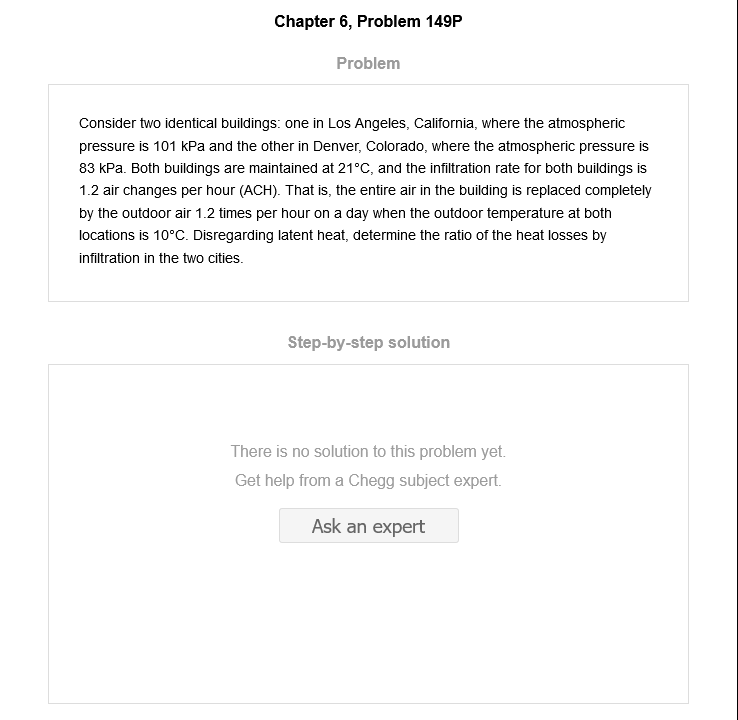 Chapter 6, Problem 149P
Problem
Consider two identical buildings: one in Los Angeles, California, where the atmospheric
pressure is 101 kPa and the other in Denver, Colorado, where the atmospheric pressure is
83 kPa. Both buildings are maintained at 21°C, and the infiltration rate for both buildings is
1.2 air changes per hour (ACH). That is, the entire air in the building is replaced completely
by the outdoor air 1.2 times per hour on a day when the outdoor temperature at both
locations is 10°C. Disregarding latent heat, determine the ratio of the heat losses by
infiltration in the two cities.
Step-by-step solution
There is no solution to this problem yet.
Get help from a Chegg subject expert.
Ask an expert